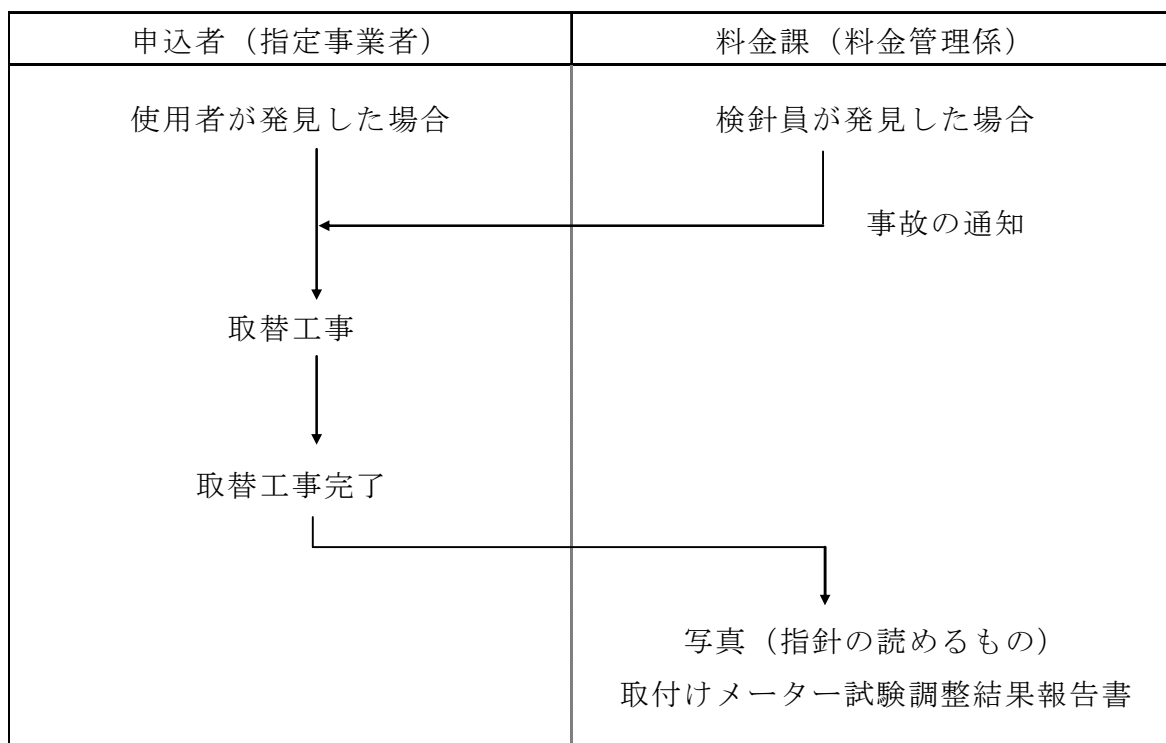 申込者（指定事業者）
料金課（料金管理係）
使用者が発見した場合
検針員が発見した場合
事故の通知
取替工事
取替工事完了
写真（指針の読めるもの）
取付けメーター試験調整結果報告書